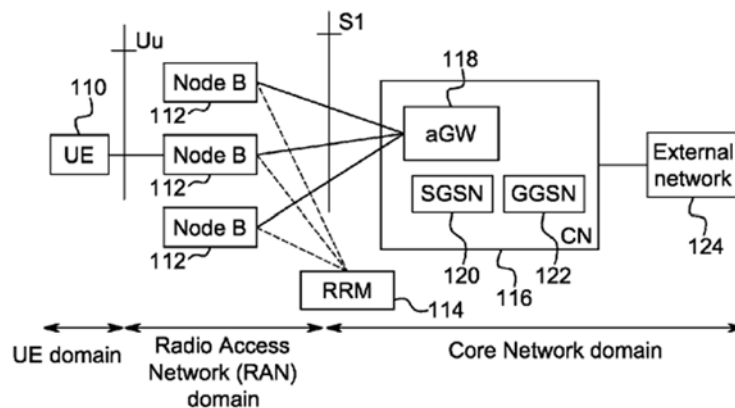 Uu
S1
110
Node B
112
118
UE
Node B
112
aGW
External
network
124
Node B
112
SGSN
GGSN
CN
120
122
116
RRM
114
UE domain
Radio Access
Network (RAN)
domain
Core Network domain